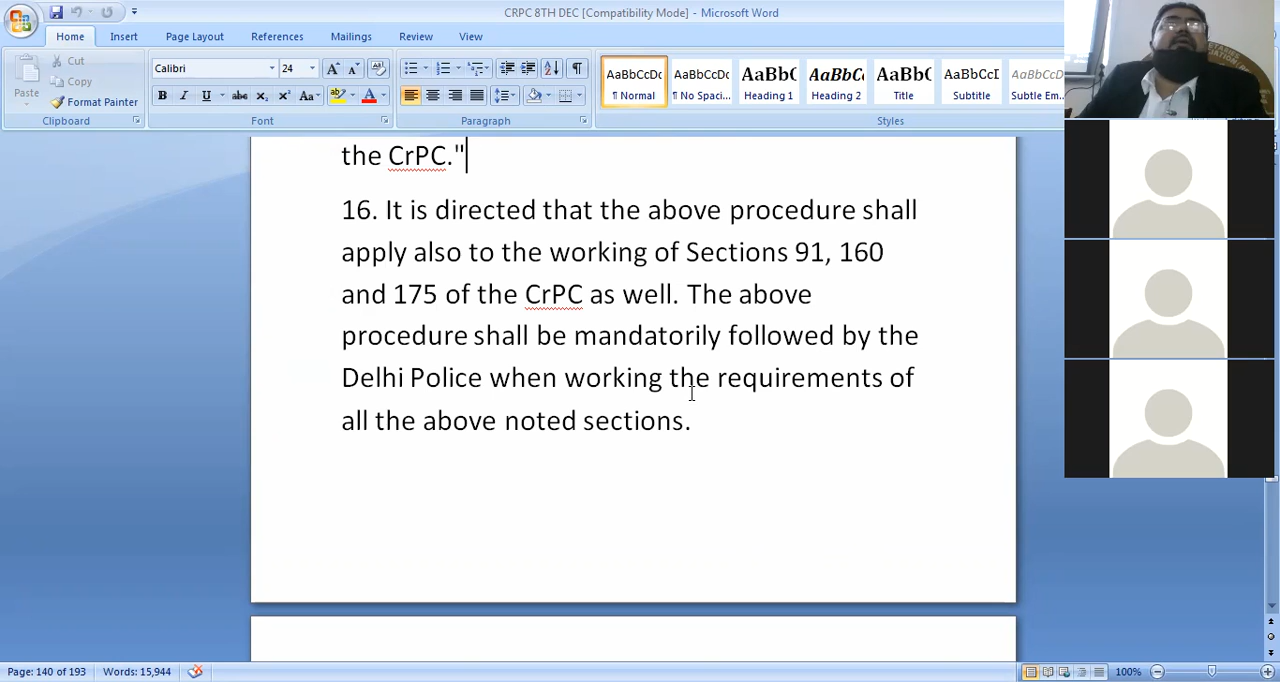 CRPC 8TH DEC [Compatibility Mode] - Microsoft Word
Home Insert Page Layout References Mailings Review View
Cut
Copy
Paste
Format Painter
Clipboard
Calibri 24
Font
Paragraph
AaBbCcDc AaBbCcDc AaBbC AaBbC AaBbC AaBbCcI AaBbCcD
¶ Normal ¶ No Spaci... Heading 1 Heading 2 Title Subtitle Subtle Em...
Styles
the CrPC."
16. It is directed that the above procedure shall
apply also to the working of Sections 91, 160
and 175 of the CrPC as well. The above
procedure shall be mandatorily followed by the
Delhi Police when working the requirements of
all the above noted sections.
Page: 140 of 193 Words: 15,944 100%